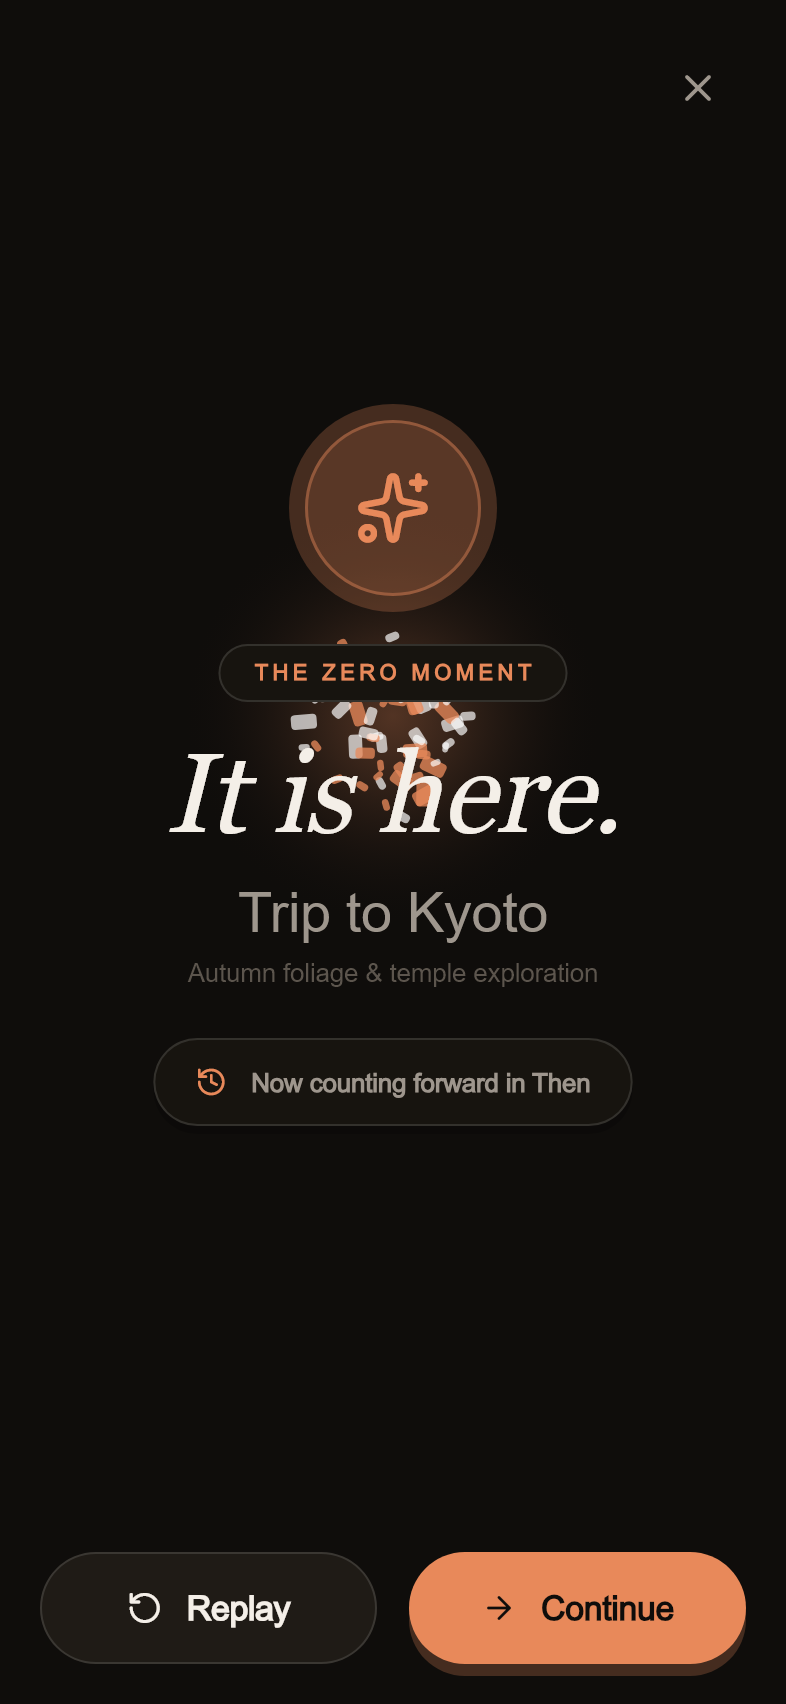 THE ZERO MOMENT
It is here.
Trip to Kyoto
Autumn foliage & temple exploration
Now counting forward in Then
Replay
Continue